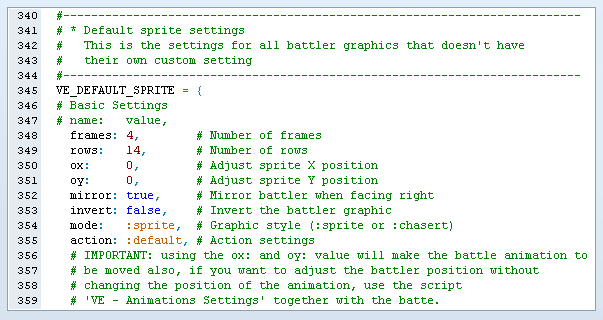 340 #--------------------------------------------------------------------------
341 # * Default sprite settings
342 #   This is the settings for all battler graphics that doesn't have
343 #   their own custom setting
344 #--------------------------------------------------------------------------
345 VE_DEFAULT_SPRITE = {
346 # Basic Settings
347 # name:   value,
348   frames: 4,        # Number of frames
349   rows:   14,       # Number of rows
350   ox:     0,        # Adjust sprite X position
351   oy:     0,        # Adjust sprite Y position
352   mirror: true,     # Mirror battler when facing right
353   invert: false,    # Invert the battler graphic
354   mode:   :sprite,  # Graphic style (:sprite or :chasert)
355   action: :default, # Action settings
356   # IMPORTANT: using the ox: and oy: value will make the battle animation to
357   # be moved also, if you want to adjust the battler position without
358   # changing the position of the animation, use the script
359   # 'VE - Animations Settings' together with the batte.